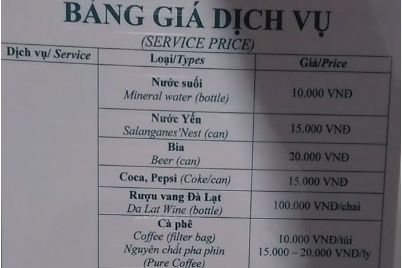 BẢNG GIÁ DỊCH VỤ
(SERVICE PRICE)
Dịch vụ/ Service
Loại/Types
Giá/Price
Nước suối
Mineral water (bottle)
10.000 VNĐ
Nước Yến
Salanganes'Nest (can)
15.000 VNĐ
Bia
Beer (can)
20.000 VNĐ
Coca, Pepsi (Coke/can)
15.000 VNĐ
Rượu vang Đà Lạt
Da Lat Wine (bottle)
100.000 VNĐ/chai
Cà phê
Coffee (filter bag)
10.000 VNĐ/túi
Nguyên chất pha phin
15.000 – 20.000 VNĐ/ly
(Pure Coffee)